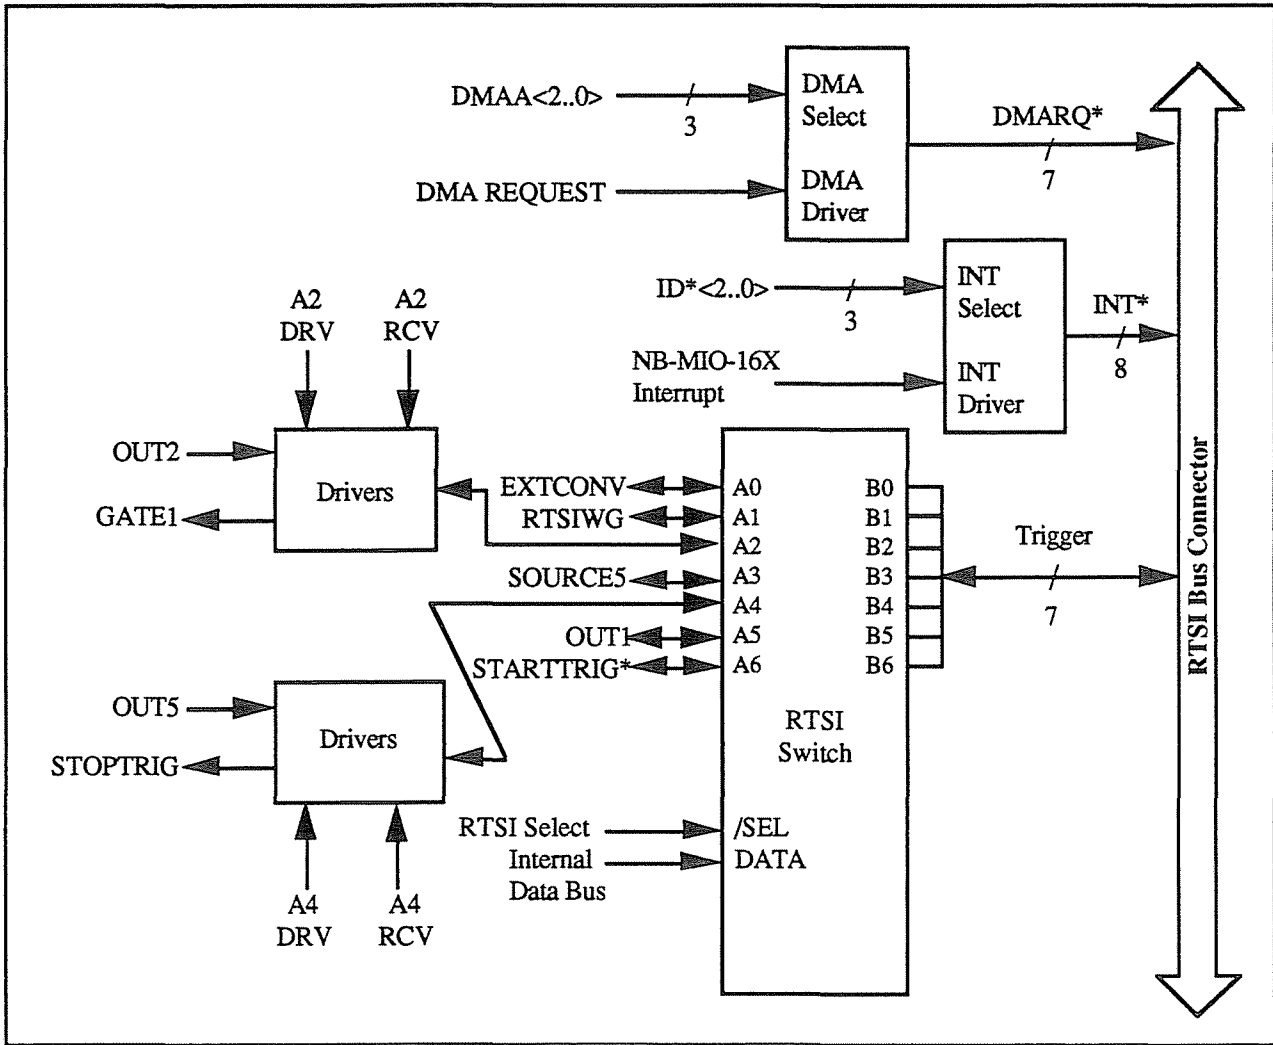 DMAA<2..0>
3
DMA
Select
DMARQ*
7
DMA REQUEST
DMA
Driver
ID*<2..0>
3
INT
Select
INT*
8
NB-MIO-16X
Interrupt
INT
Driver
A2
DRV
A2
RCV
OUT2
GATE1
Drivers
EXTCONV
RTSIWG
SOURCE5
OUT1
STARTTRIG*
A0
A1
A2
A3
A4
A5
A6
B0
B1
B2
B3
B4
B5
B6
Trigger
7
RTSI Bus Connector
RTSI
Switch
OUT5
STOPTRIG
Drivers
A4
DRV
A4
RCV
RTSI Select
Internal
Data Bus
/SEL
DATA